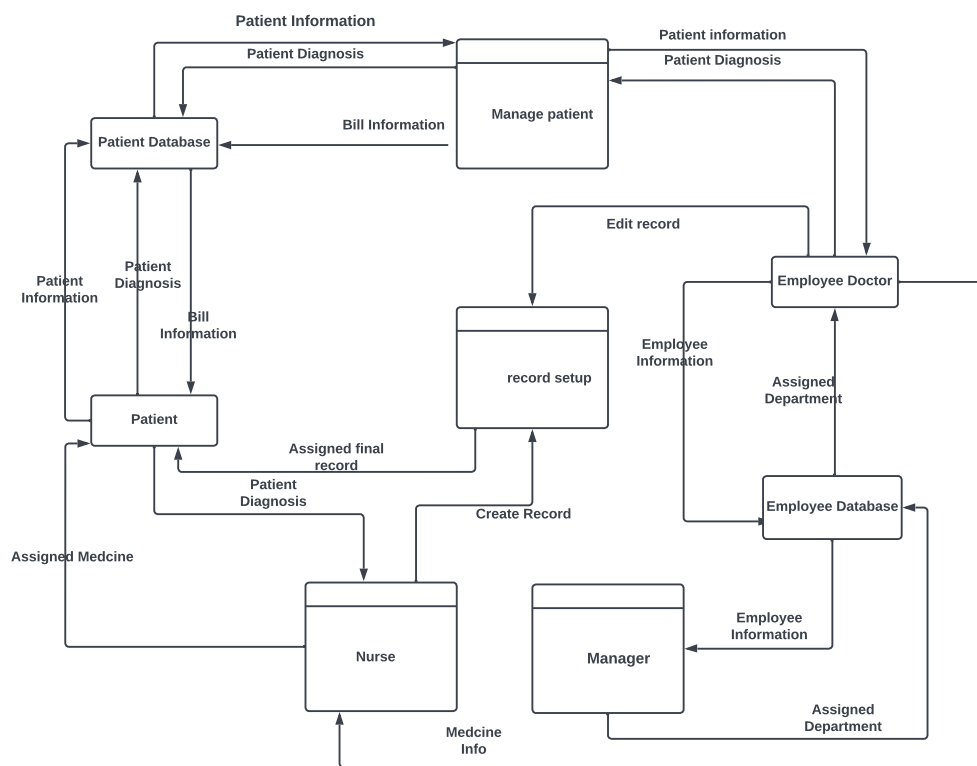 Patient Information
Patient information
Patient Diagnosis
Patient Diagnosis
Manage patient
Bill Information
Patient Database
Edit record
Patient
Diagnosis
Patient
Information
Employee Doctor
Bill
Information
Employee
Information
record setup
Assigned
Department
Patient
Assigned final
record
Patient
Diagnosis
Create Record
Employee Database
Assigned Medcine
Employee
Information
Nurse
Manager
Assigned
Department
Medcine
Info